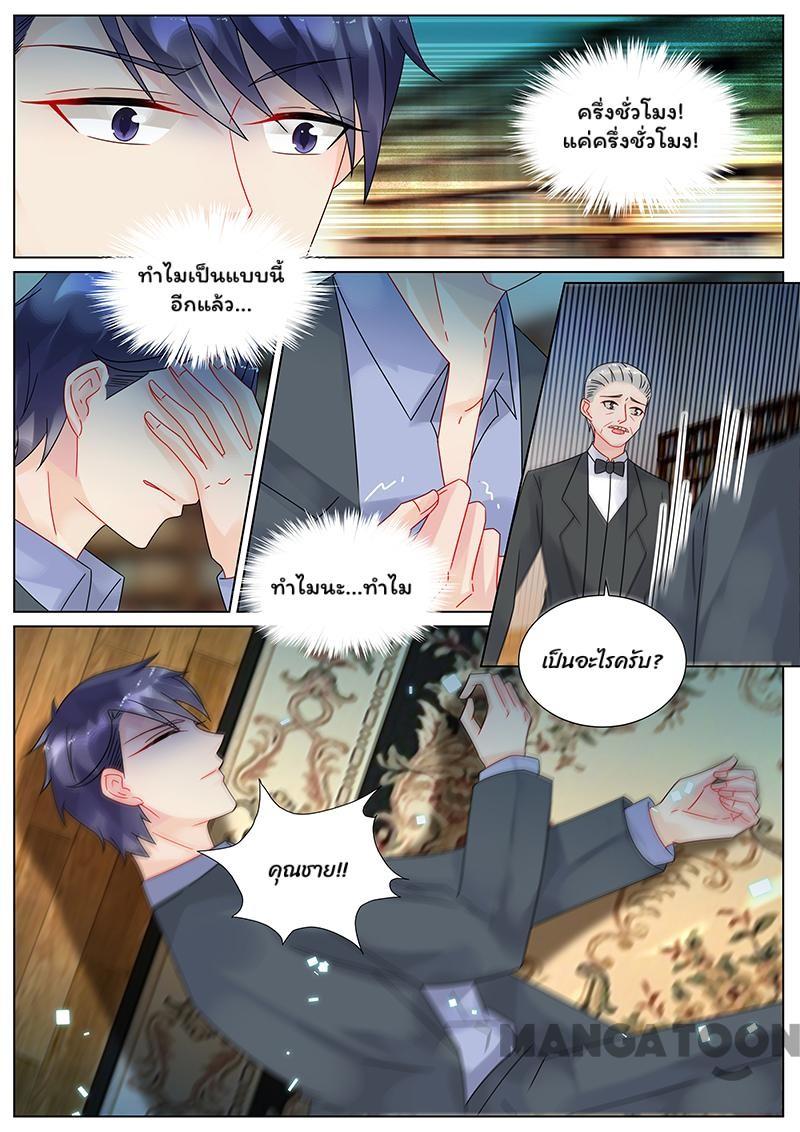 ครึ่งชั่วโมง!
แค่ครึ่งชั่วโมง!
ทำไมเป็นแบบนี้
อีกแล้ว...
ทำไมนะ...ทำไม
เป็นอะไรครับ?
คุณชาย!!
MANGATOON